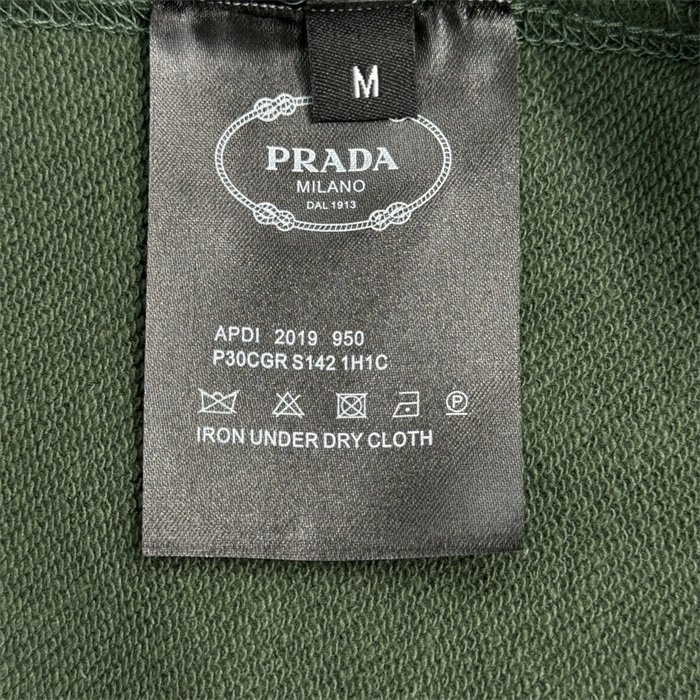 M
PRADA
MILANO
DAL 1913
APDI 2019 950
P30CGR S142 1H1C
P
IRON UNDER DRY CLOTH